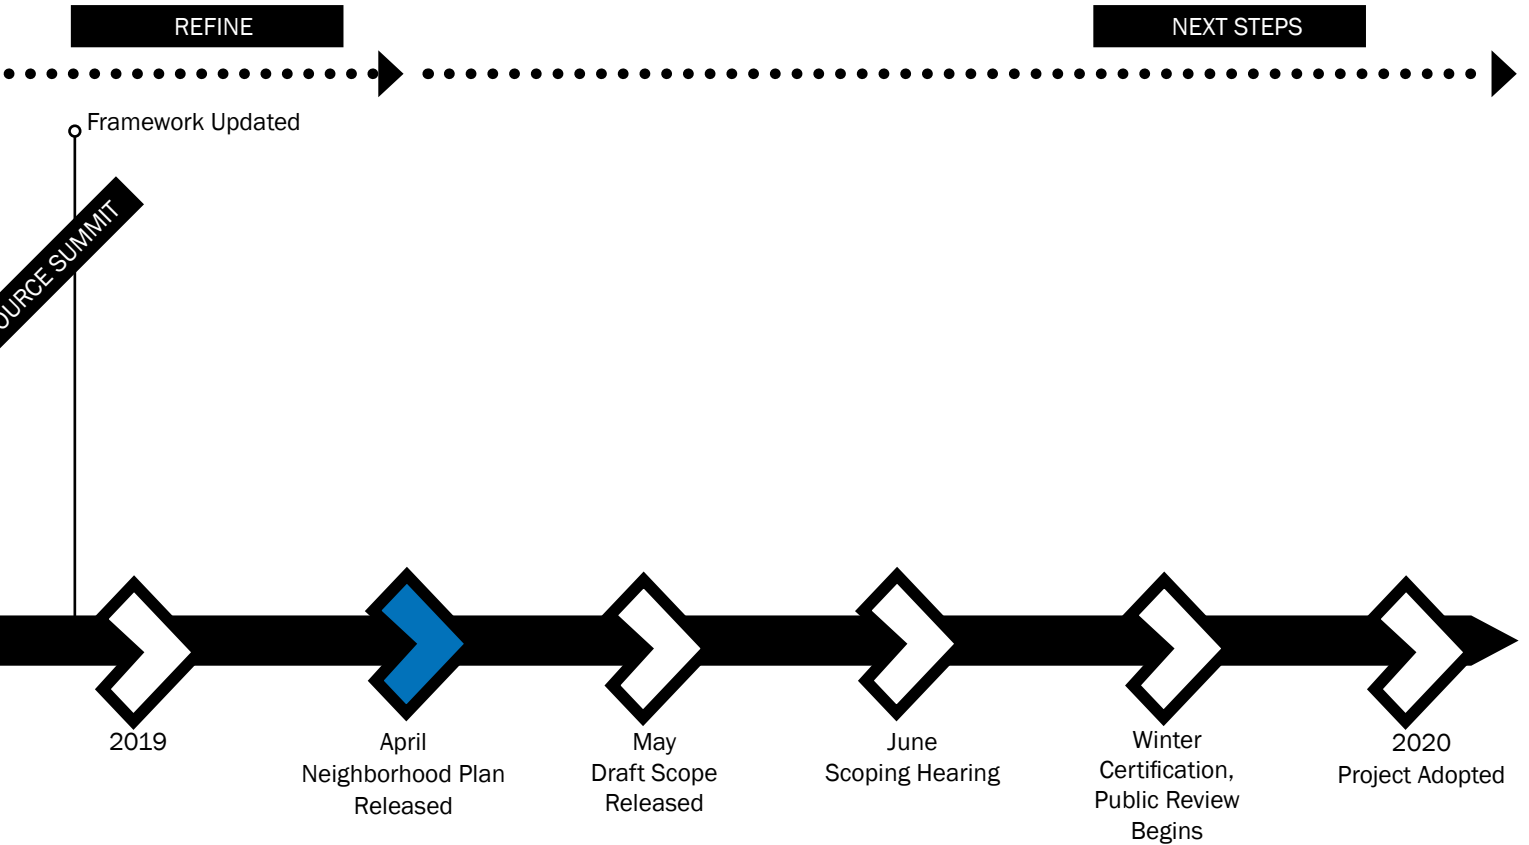 REFINE
NEXT STEPS
Framework Updated
SUMMIT
2019
April
Neighborhood Plan
Released
May
Draft Scope
Released
June
Scoping Hearing
Winter
Certification,
Public Review
Begins
2020
Project Adopted